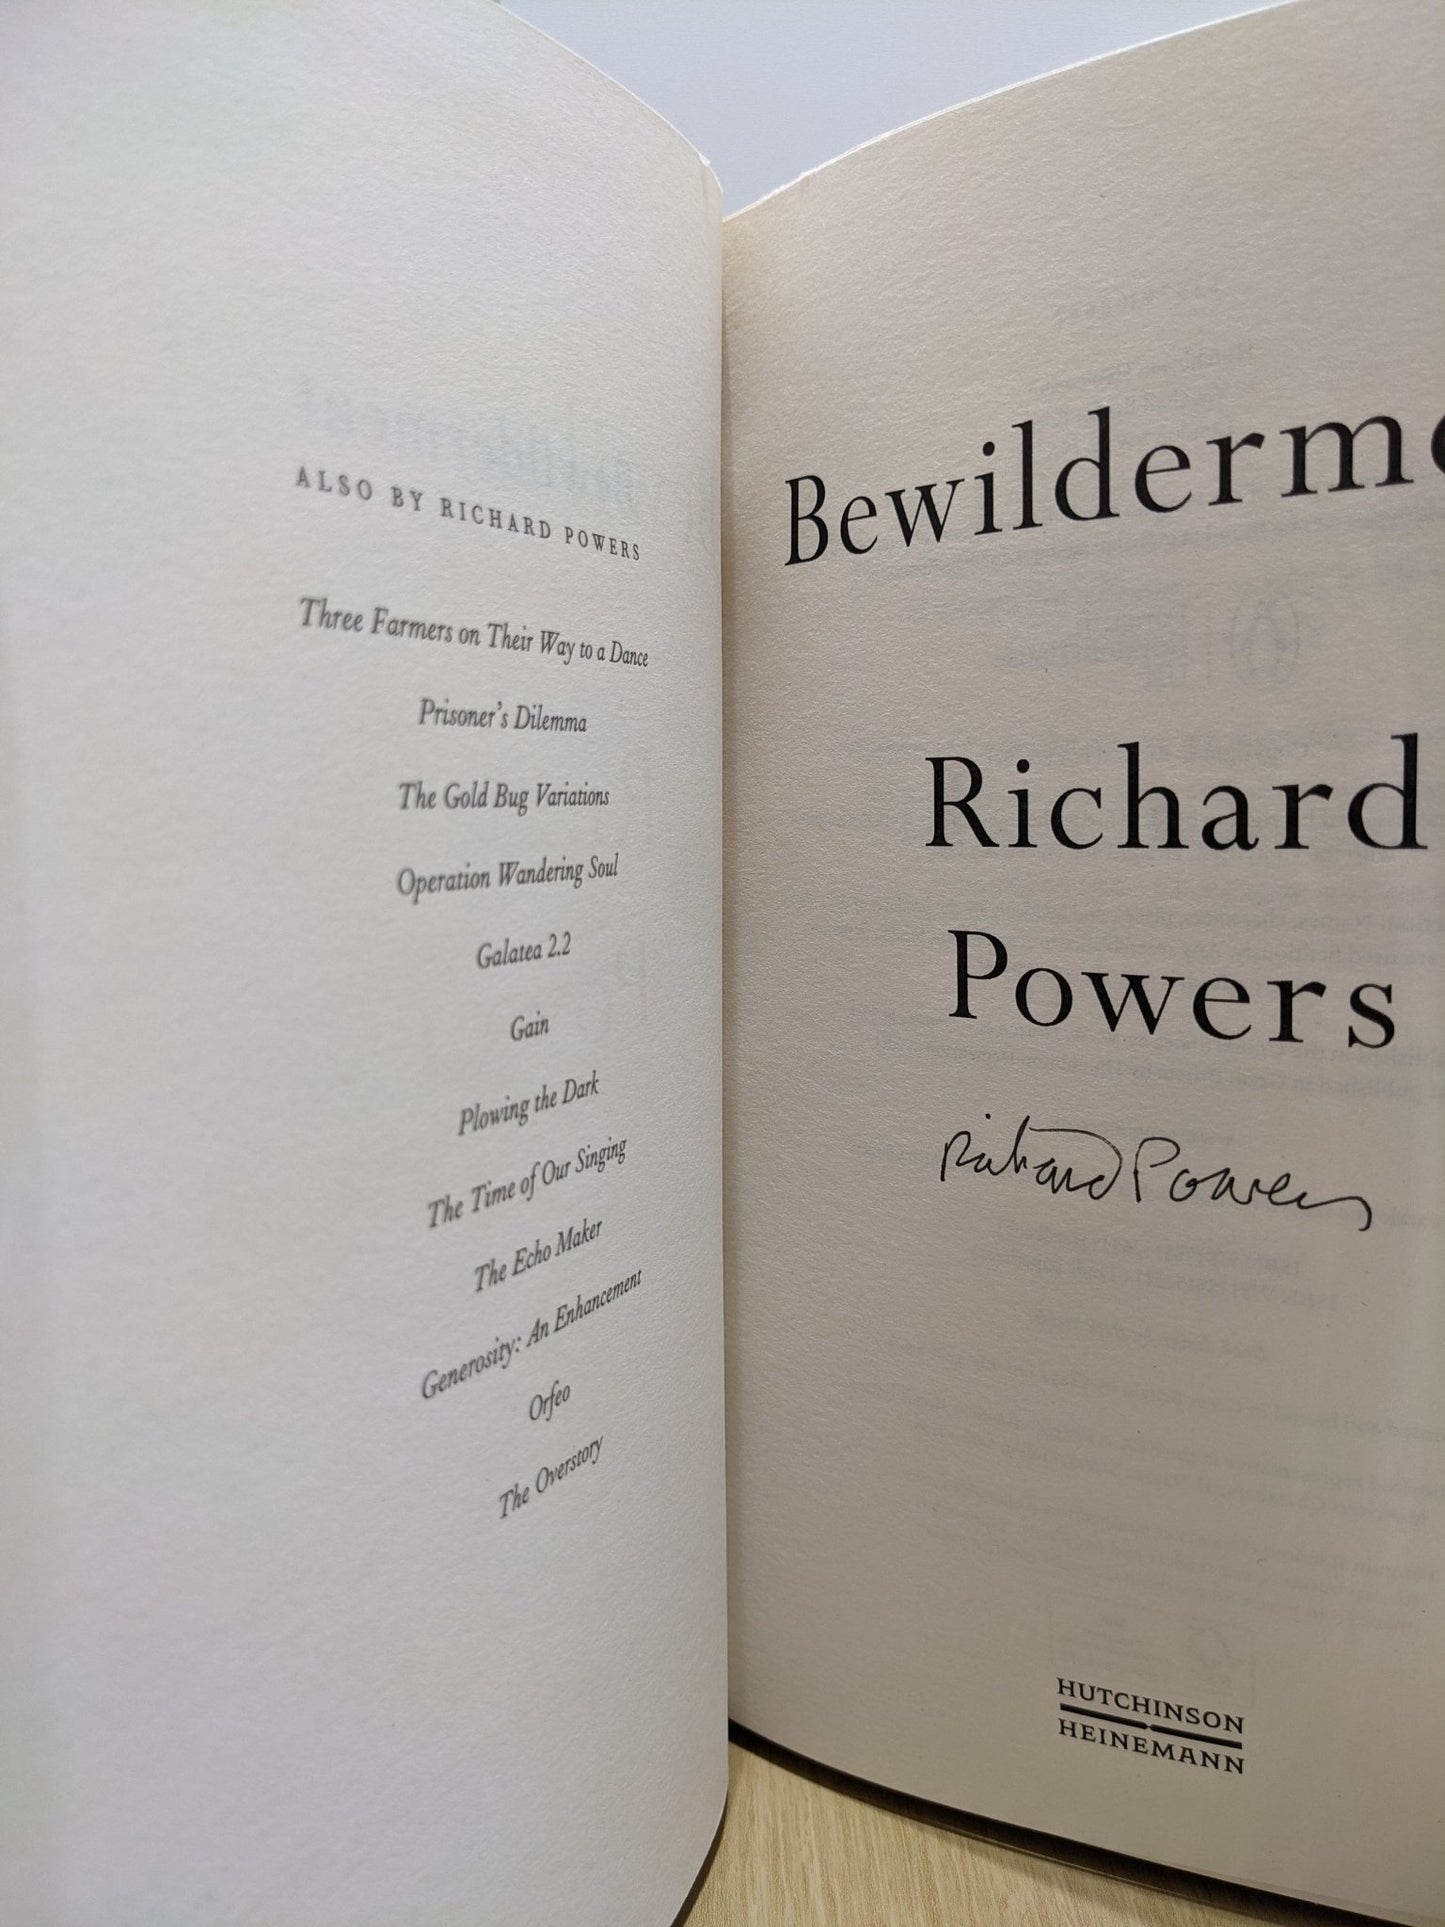 ALSO BY RICHARD POWERS
Three Farmers on Their Way to a Dance
Prisoner's Dilemma
The Gold Bug Variations
Operation Wandering Soul
Galatea 2.2
Gain
Plowing the Dark
The Time of Our Singing
The Echo Maker
Generosity: An Enhancement
Orfeo
The Overstory
Bewilderme
Richard
Powers
Richard Powers
HUTCHINSON
HEINEMANN